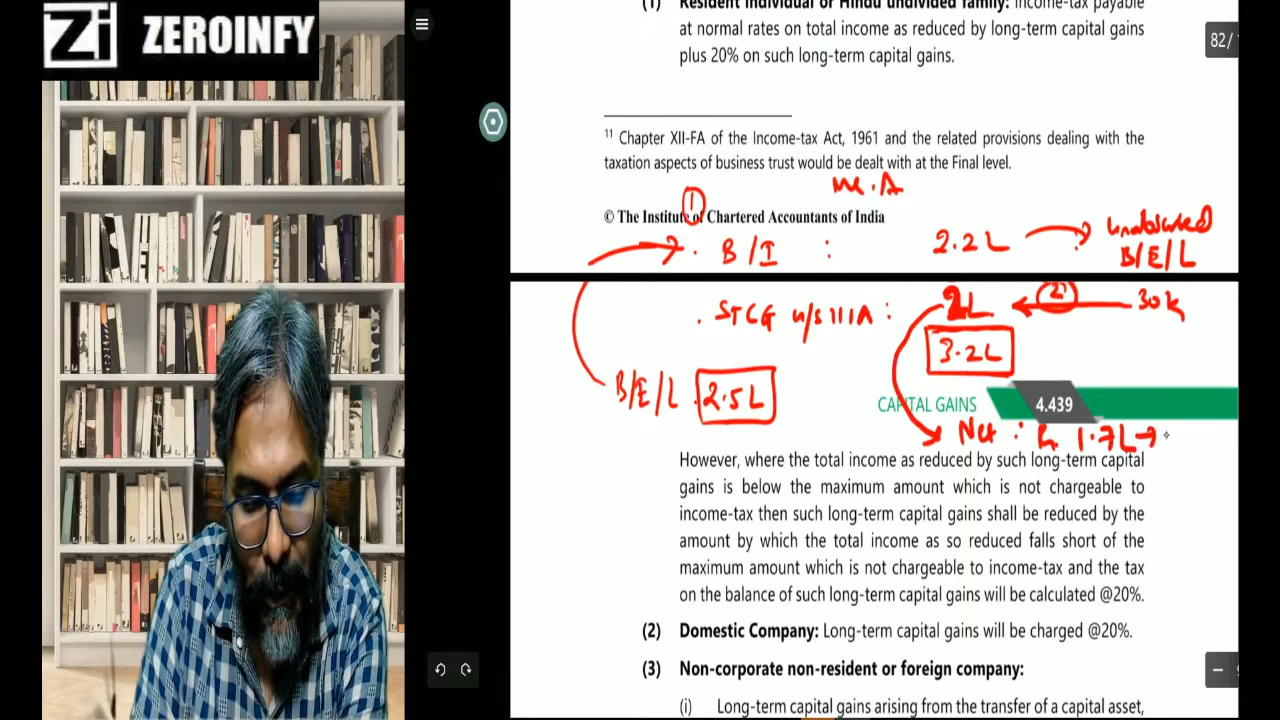 Zi ZEROINFY
(1) Resident individual or Hindu undivided family: Income-tax payable
82/
at normal rates on total income as reduced by long-term capital gains
plus 20% on such long-term capital gains.
11 Chapter XII-FA of the Income-tax Act, 1961 and the related provisions dealing with the
taxation aspects of business trust would be dealt with at the Final level.
Mr. A
1
© The Institute of Chartered Accountants of India
. B/I : 2.2L
B/E/L
. STCG u/s 111A : 2L 2 30k
3.2L
B/E/L . 2.5L
CAPITAL GAINS 4.439
Net : 1.7L
However, where the total income as reduced by such long-term capital
gains is below the maximum amount which is not chargeable to
income-tax then such long-term capital gains shall be reduced by the
amount by which the total income as so reduced falls short of the
maximum amount which is not chargeable to income-tax and the tax
on the balance of such long-term capital gains will be calculated @20%.
(2) Domestic Company: Long-term capital gains will be charged @20%.
(3) Non-corporate non-resident or foreign company:
(i) Long-term capital gains arising from the transfer of a capital asset,